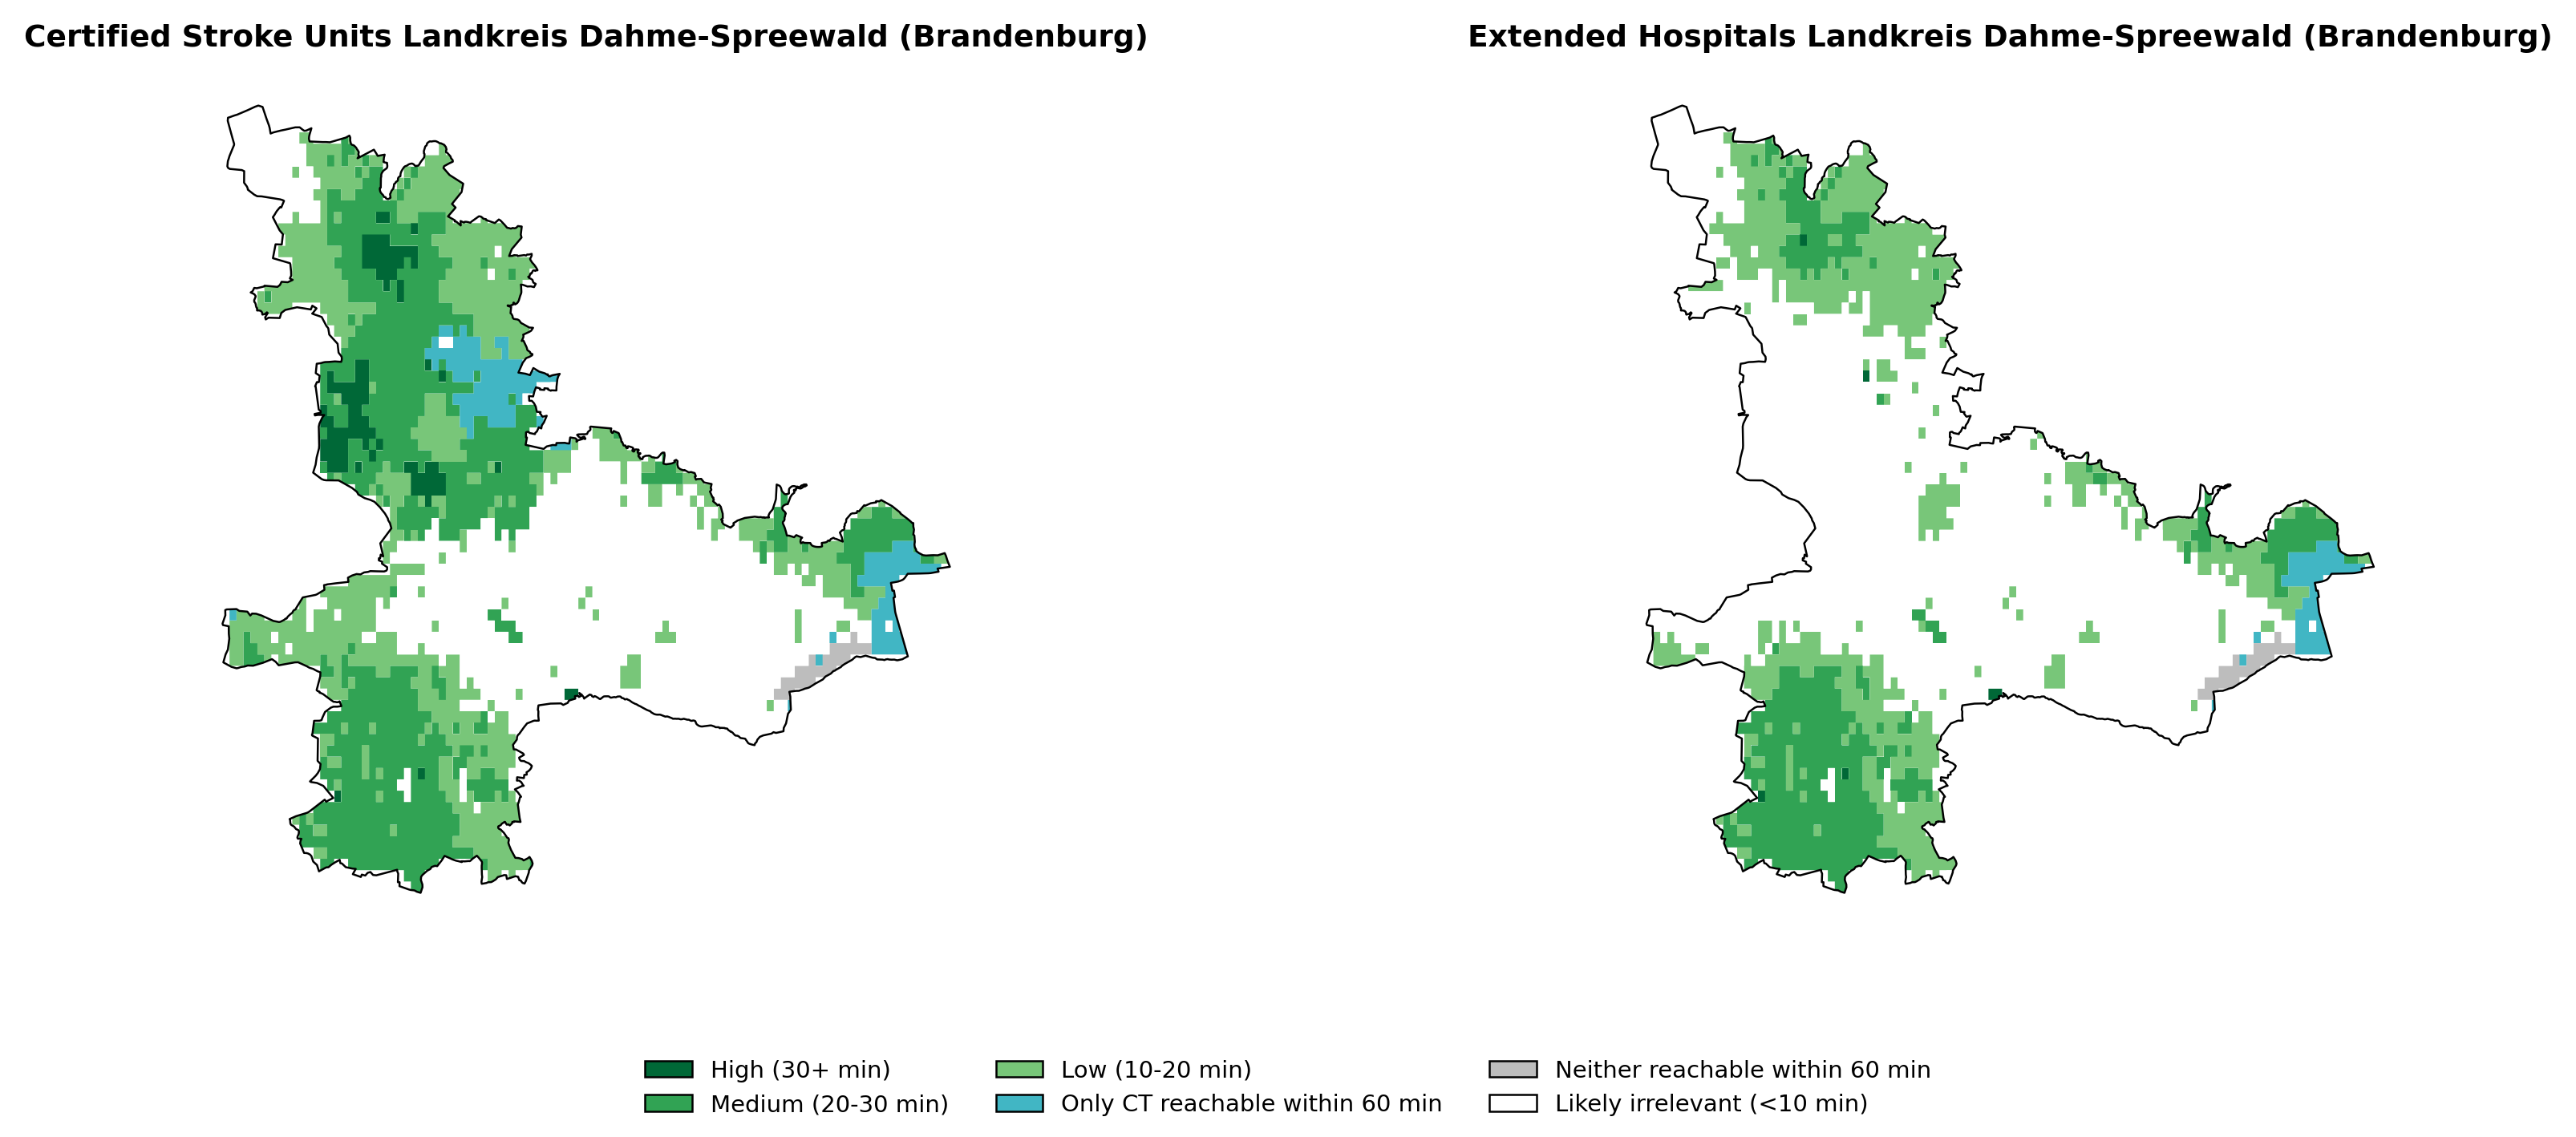 Certified Stroke Units Landkreis Dahme-Spreewald (Brandenburg)
Extended Hospitals Landkreis Dahme-Spreewald (Brandenburg)
High (30+ min)
Medium (20-30 min)
Low (10-20 min)
Only CT reachable within 60 min
Neither reachable within 60 min
Likely irrelevant (<10 min)